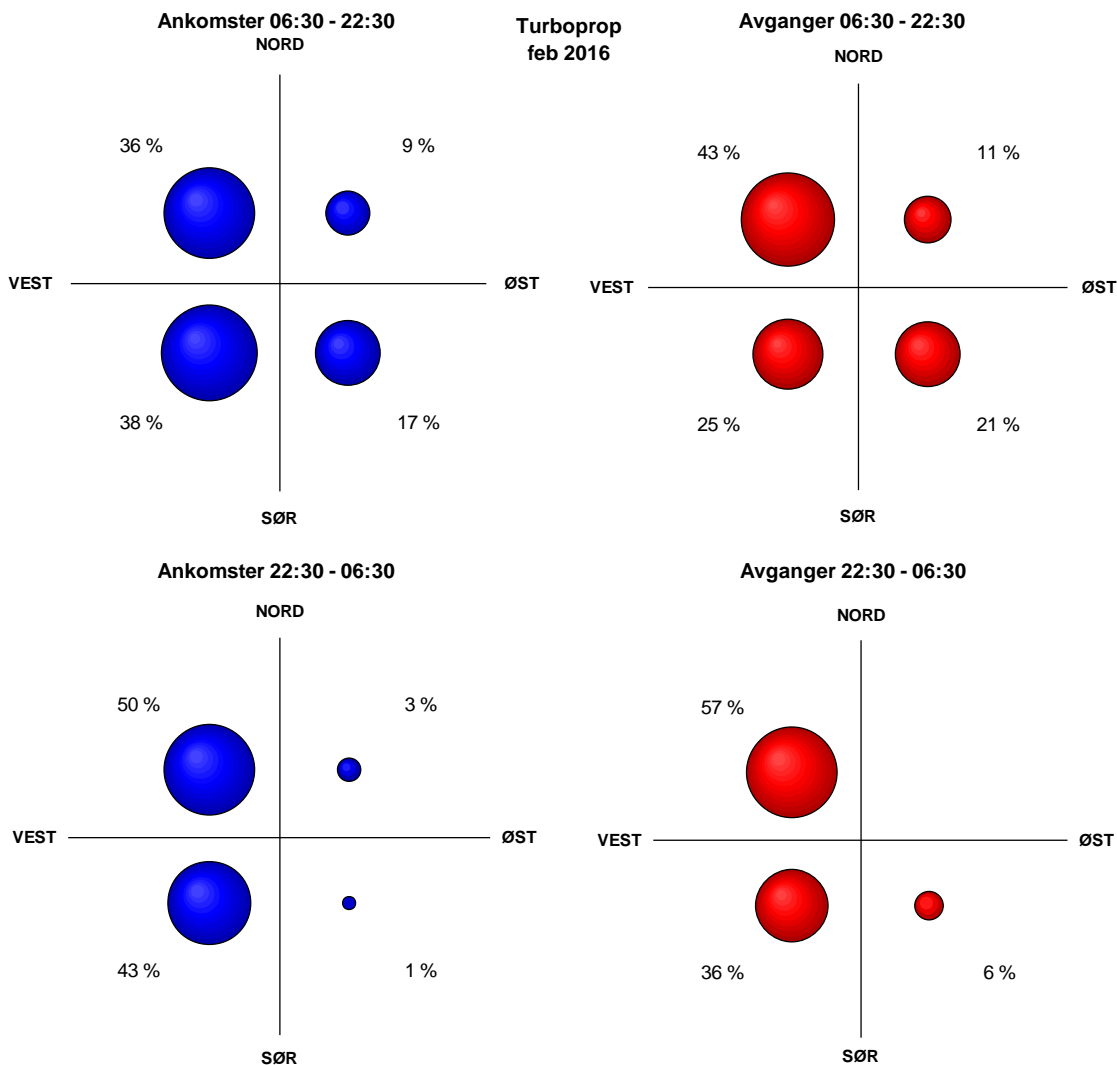 Ankomster 06:30 - 22:30
NORD
36 %
9 %
VEST
ØST
38 %
17 %
SØR
Turboprop
feb 2016
Avganger 06:30 - 22:30
NORD
43 %
11 %
VEST
ØST
25 %
21 %
SØR
Ankomster 22:30 - 06:30
NORD
50 %
3 %
VEST
ØST
43 %
1 %
SØR
Avganger 22:30 - 06:30
NORD
57 %
VEST
ØST
36 %
6 %
SØR